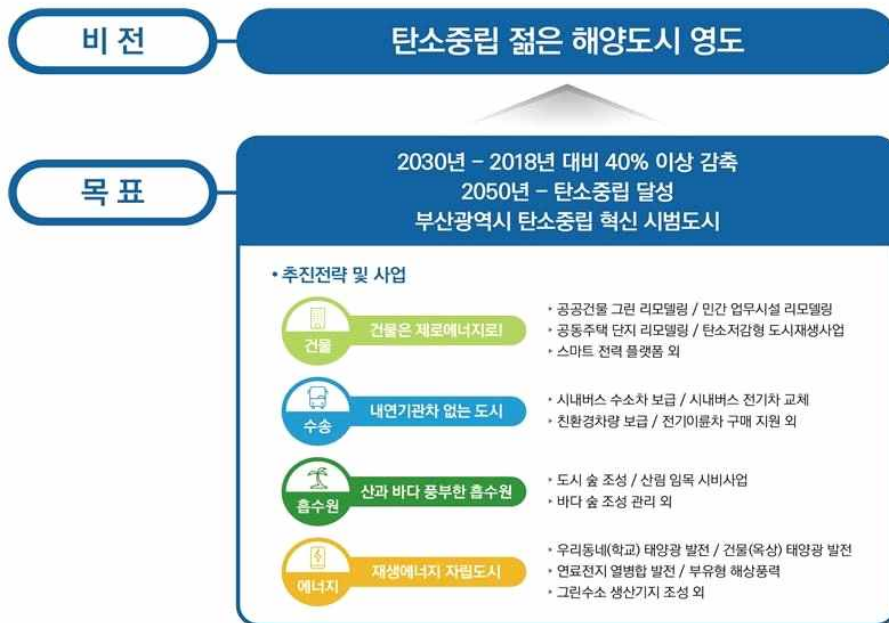 비전
탄소중립 젊은 해양도시 영도
목표
2030년 - 2018년 대비 40% 이상 감축
2050년 - 탄소중립 달성
부산광역시 탄소중립 혁신 시범도시
• 추진전략 및 사업
건물
건물은 제로에너지로!
‣ 공공건물 그린 리모델링 / 민간 업무시설 리모델링
‣ 공동주택 단지 리모델링 / 탄소저감형 도시재생사업
‣ 스마트 전력 플랫폼 외
수송
내연기관차 없는 도시
‣ 시내버스 수소차 보급 / 시내버스 전기차 교체
‣ 친환경차량 보급 / 전기이륜차 구매 지원 외
흡수원
산과 바다 풍부한 흡수원
‣ 도시 숲 조성 / 산림 임목 시비사업
‣ 바다 숲 조성 관리 외
에너지
재생에너지 자립도시
‣ 우리동네(학교) 태양광 발전 / 건물(옥상) 태양광 발전
‣ 연료전지 열병합 발전 / 부유형 해상풍력
‣ 그린수소 생산기지 조성 외